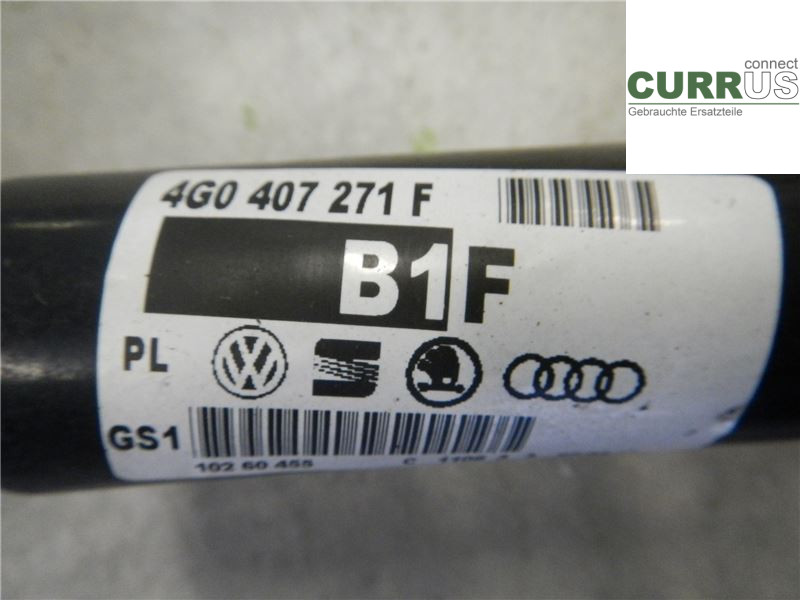 connect
CURRUS
Gebrauchte Ersatzteile
4G0 407 271 F
B1F
PL
GS1
102 60 455